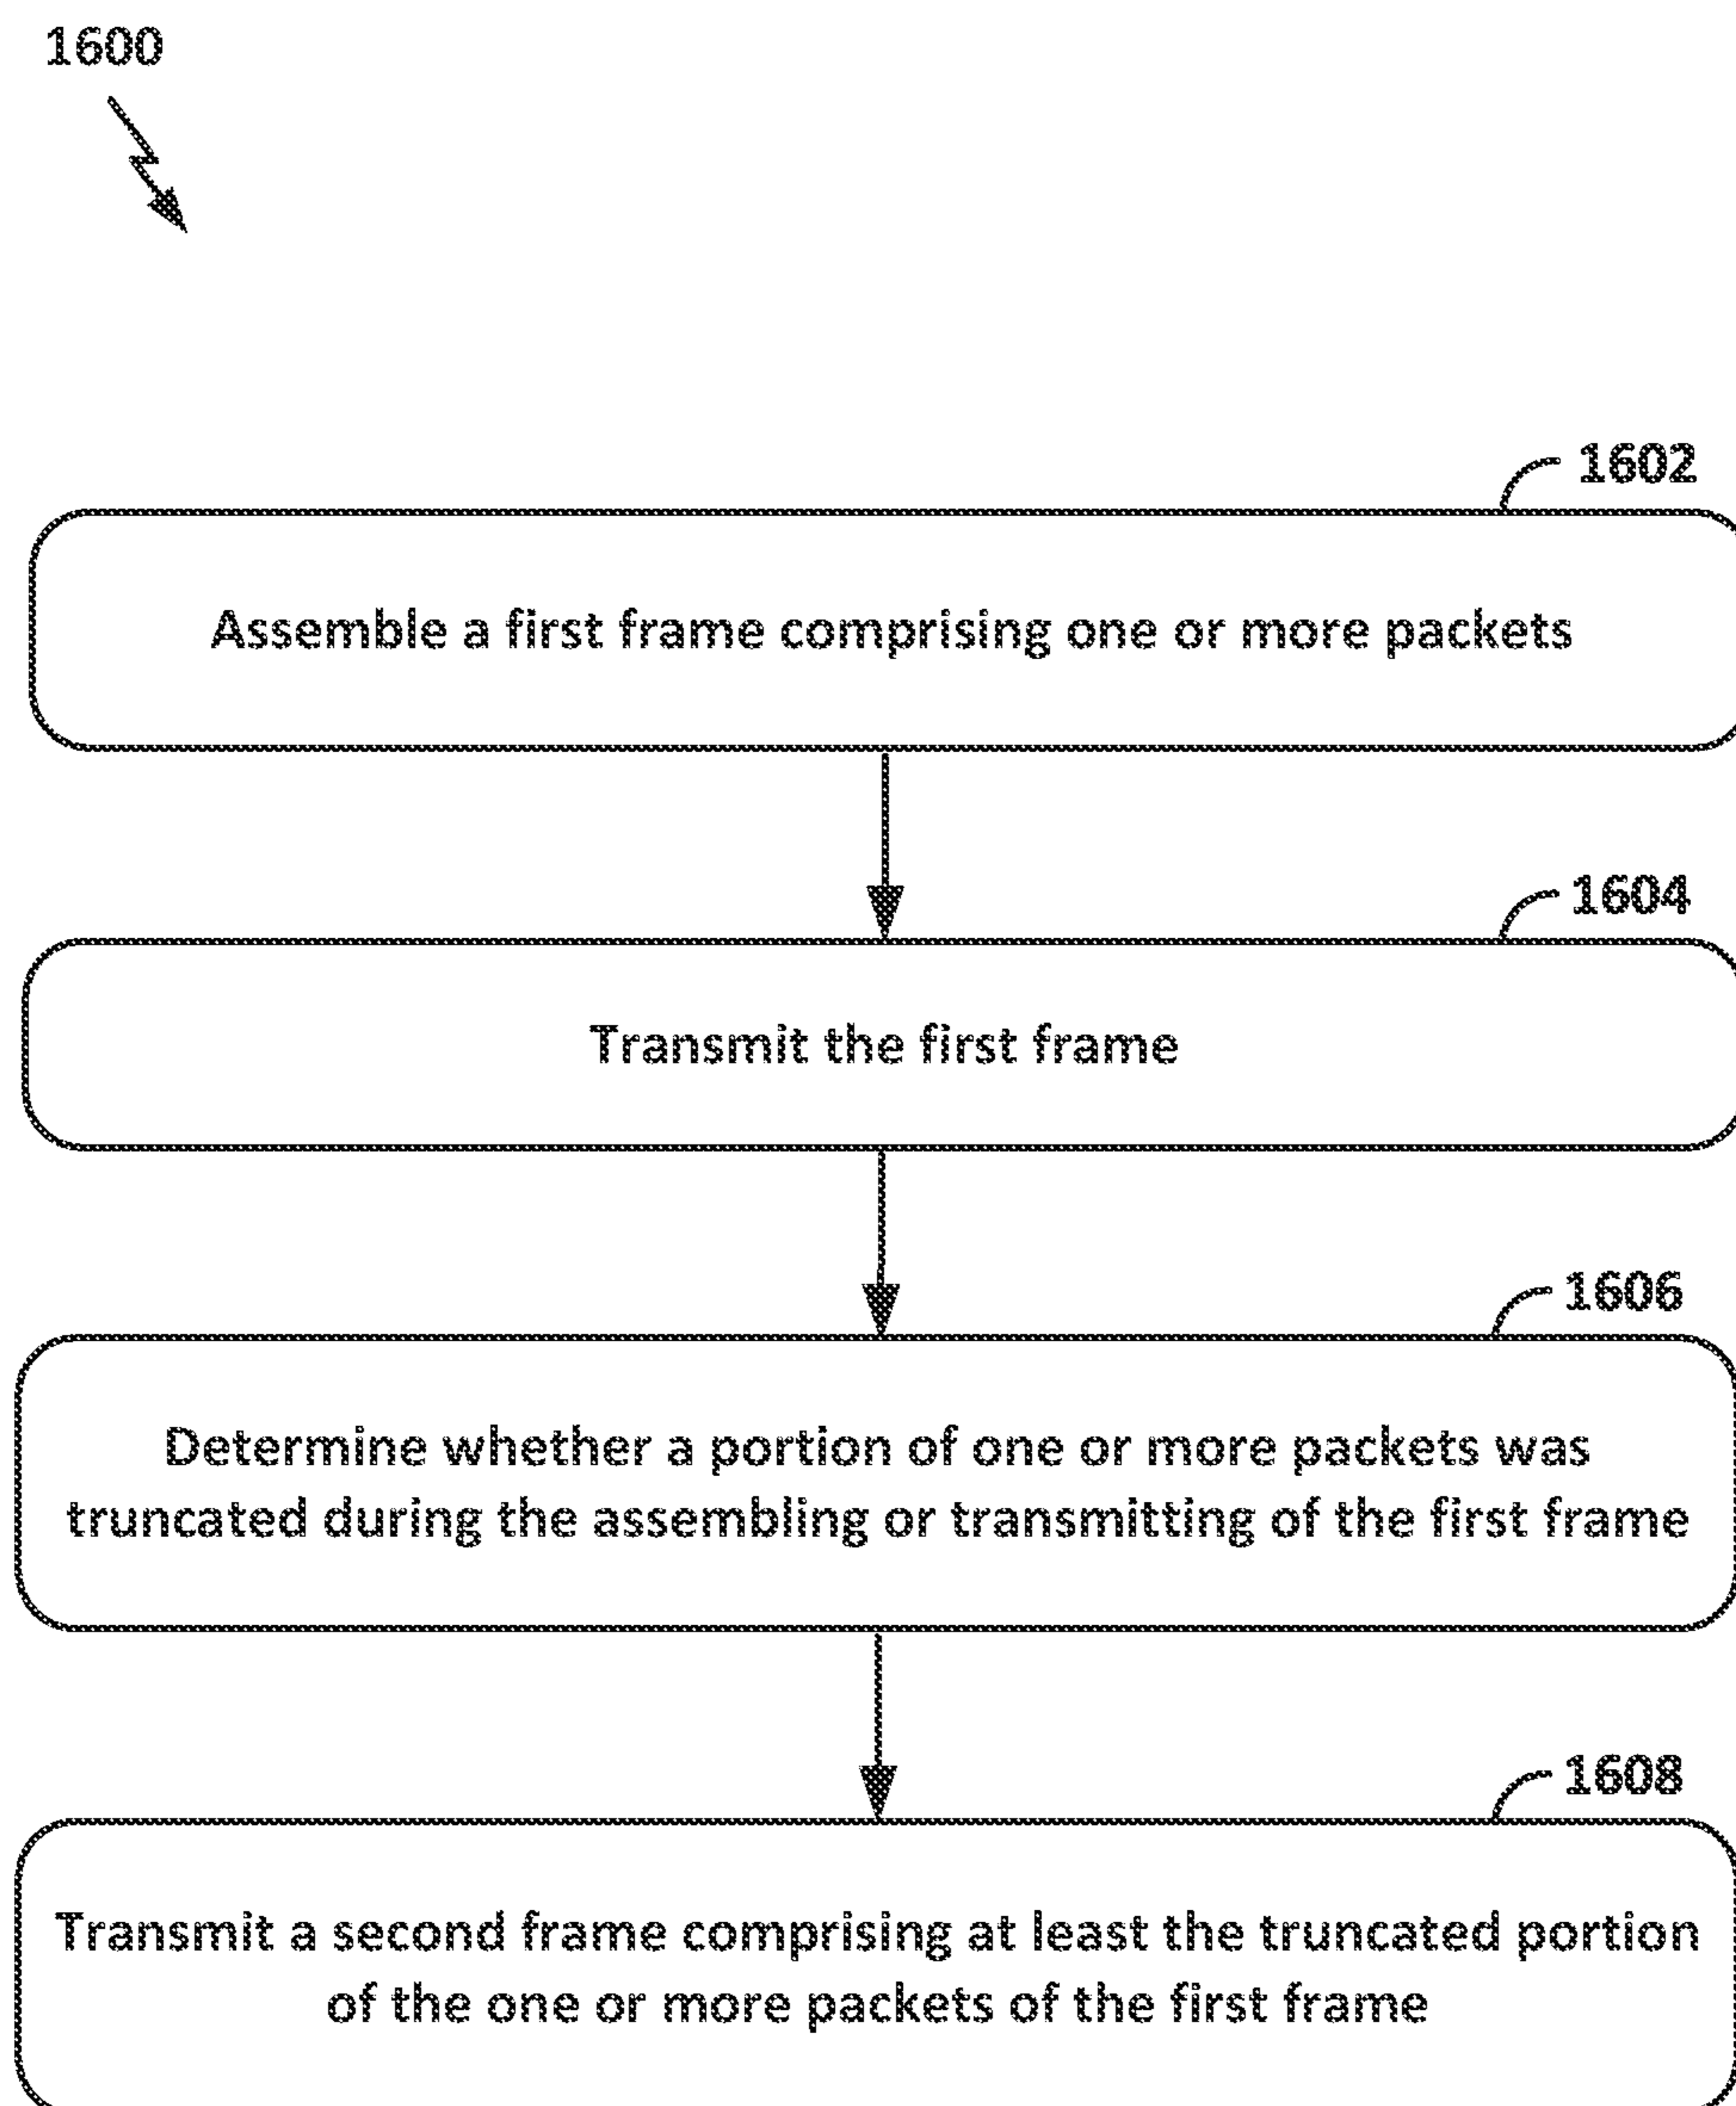 1600
1602
Assemble a first frame comprising one or more packets
1604
Transmit the first frame
1606
Determine whether a portion of one or more packets was
truncated during the assembling or transmitting of the first frame
1608
Transmit a second frame comprising at least the truncated portion
of the one or more packets of the first frame